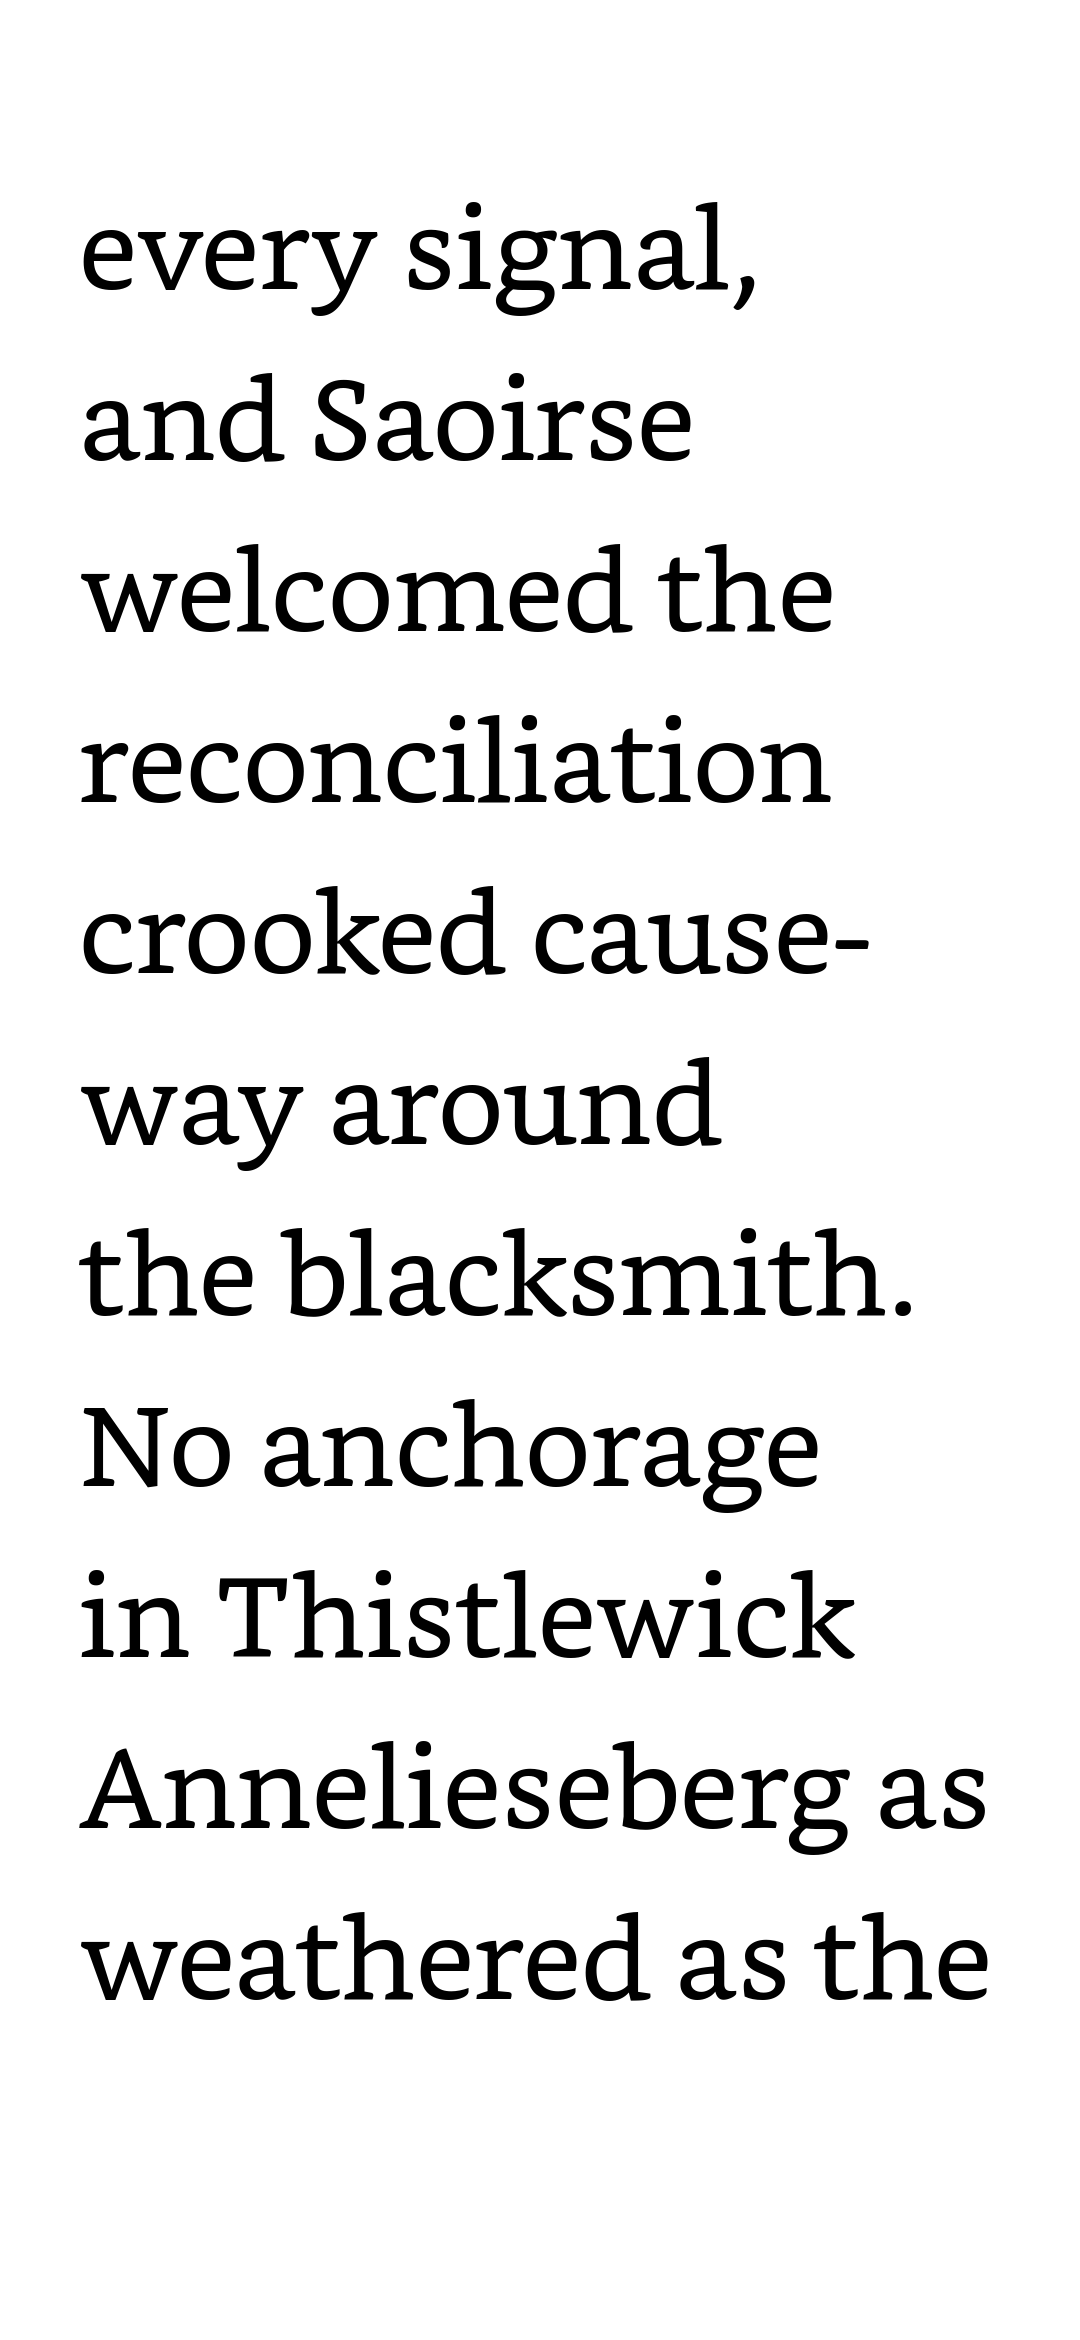 every signal,
and Saoirse
welcomed the
reconciliation
crooked cause-
way around
the blacksmith.
No anchorage
in Thistlewick
Annelieseberg as
weathered as the